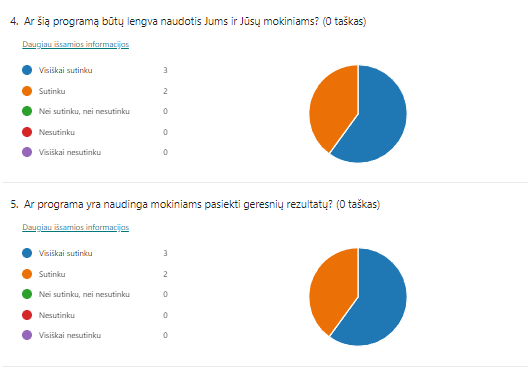 4. Ar šią programą būtų lengva naudotis Jums ir Jūsų mokiniams? (0 taškas)
Daugiau išsamios informacijos
Visiškai sutinku 3
Sutinku 2
Nei sutinku, nei nesutinku 0
Nesutinku 0
Visiškai nesutinku 0
5. Ar programa yra naudinga mokiniams pasiekti geresnių rezultatų? (0 taškas)
Daugiau išsamios informacijos
Visiškai sutinku 3
Sutinku 2
Nei sutinku, nei nesutinku 0
Nesutinku 0
Visiškai nesutinku 0